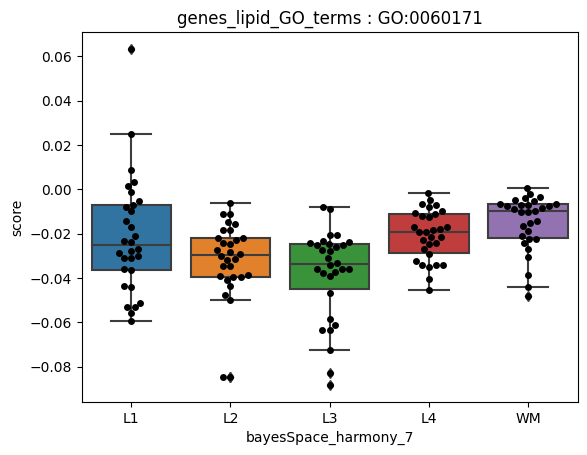 genes_lipid_GO_terms : GO:0060171
score
0.06
0.04
0.02
0.00
−0.02
−0.04
−0.06
−0.08
L1 L2 L3 L4 WM
bayesSpace_harmony_7